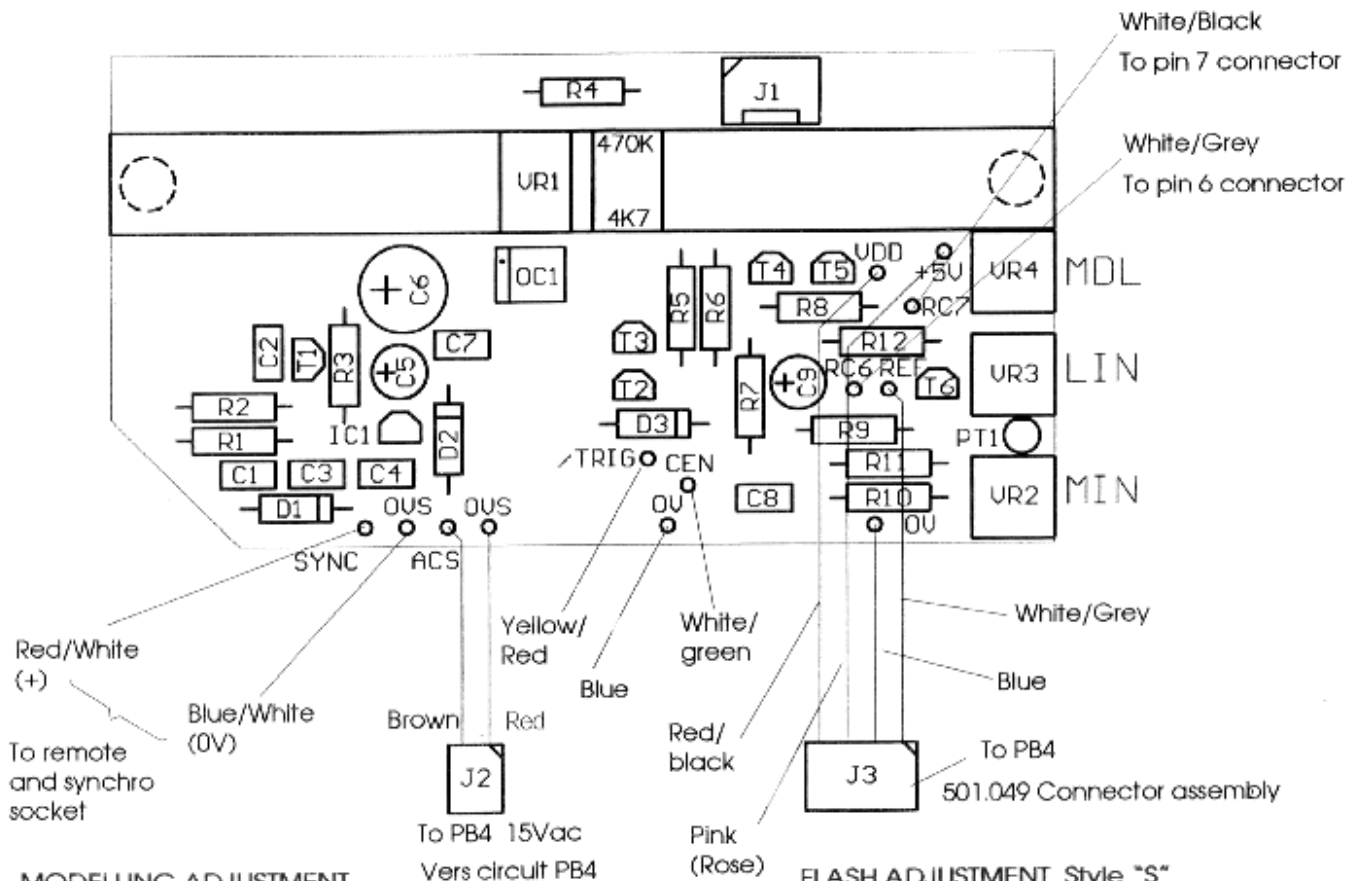 White/Black
To pin 7 connector
R4
J1
White/Grey
To pin 6 connector
VR1
470K
4K7
C6
OC1
T4
T5
VDD
+5V
VR4
MDL
R5
R6
R8
RC7
C2
T1
R3
C5
C7
T3
R12
VR3
LIN
R2
T2
R7
C9
RC6
REF
T6
R1
IC1
D2
D3
R9
PT1
C1
C3
C4
/TRIG
CEN
R11
D1
0VS
0VS
0V
C8
R10
0V
VR2
MIN
SYNC
ACS
Red/White
(+)
Blue/White
(0V)
To remote
and synchro
socket
Brown
Red
Yellow/
Red
Blue
White/
green
White/Grey
Blue
Red/
black
J2
J3
To PB4
501.049 Connector assembly
To PB4 15Vac
Vers circuit PB4
Pink
(Rose)
MODELLING ADJUSTMENT
FLASH ADJUSTMENT Style "S"